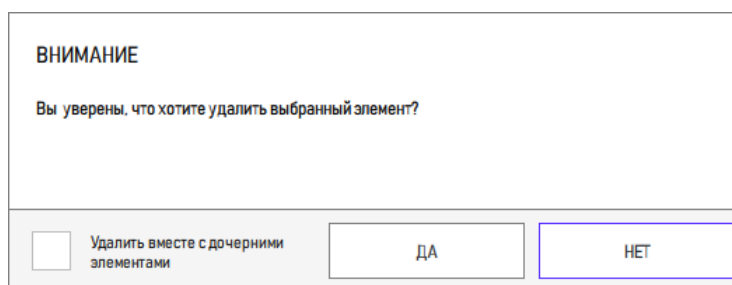 ВНИМАНИЕ
Вы уверены, что хотите удалить выбранный элемент?
Удалить вместе с дочерними
элементами
ДА
НЕТ